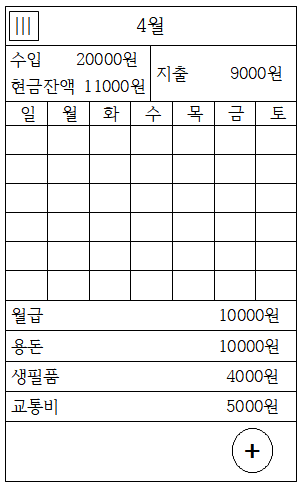 4월
수입 20000원
현금잔액 11000원
지출 9000원
일 월 화 수 목 금 토
월급 10000원
용돈 10000원
생필품 4000원
교통비 5000원
+